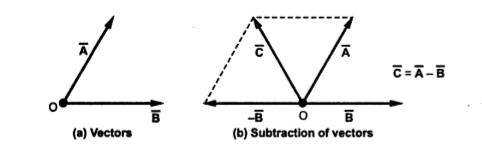 A̅
O
B̅
(a) Vectors
C̅
A̅
–B̅
O
B̅
(b) Subtraction of vectors
C̅ = A̅ – B̅